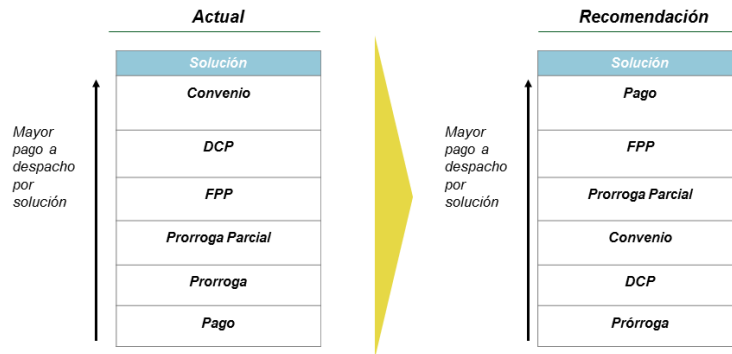 Actual
Solución
Convenio
DCP
FPP
Prorroga Parcial
Prorroga
Pago
Mayor
pago a
despacho
por
solución
Recomendación
Solución
Pago
FPP
Prorroga Parcial
Convenio
DCP
Prórroga
Mayor
pago a
despacho
por
solución